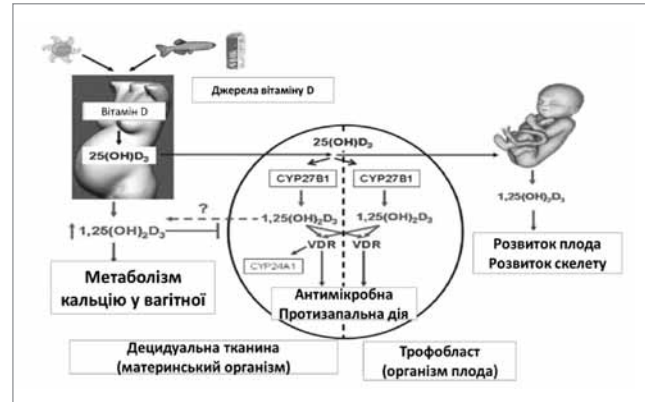 Джерела вітаміну D
Вітамін D
25(OH)D₃
25(OH)D₃
CYP27B1
CYP27B1
1,25(OH)₂D₃
?
1,25(OH)₂D₃
1,25(OH)₂D₃
1,25(OH)₂D₃
VDR
VDR
CYP24A1
Метаболізм
кальцію у вагітної
Антимікробна
Протизапальна дія
Розвиток плода
Розвиток скелету
Децидуальна тканина
(материнський організм)
Трофобласт
(організм плода)